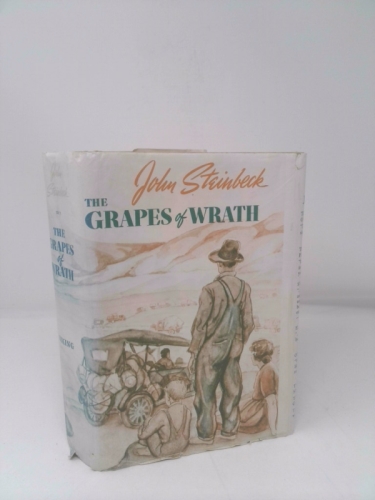 John Steinbeck
THE
GRAPES of WRATH
THE
GRAPES
of
WRATH